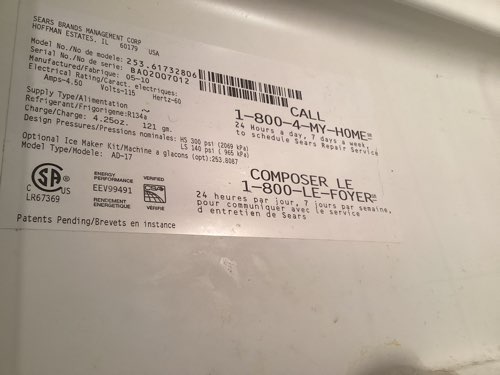 SEARS BRANDS MANAGEMENT CORP
HOFFMAN ESTATES, IL 60179 USA
Model No./No de modele: 253.61732806
Serial No./No de serie: BA02007012
Manufactured/Fabrique: 05-10
Electrical Rating/Caract. electriques:
Amps-4.50 Volts-115 Hertz-60
Supply Type/Alimentation ~
Refrigerant/Frigorigene:R134a
Charge/Charge: 4.25oz. 121 gm.
Design Pressures/Pressions nominales: HS 300 psi (2069 kPa)
LS 140 psi (965 kPa)
Optional Ice Maker Kit/Machine a glacons (opt):253.8087
Model Type/Modele: AD-17
CALL
1-800-4-MY-HOME
24 Hours a day, 7 days a week,
to schedule Sears Repair Service
COMPOSER LE
1-800-LE-FOYER
24 heures par jour, 7 jours par semaine,
pour communiquer avec le service
d entretien de Sears
SA
C US
LR67369
ENERGY PERFORMANCE VERIFIED
EEV99491
RENDEMENT ENERGETIQUE VERIFIE
Patents Pending/Brevets en instance